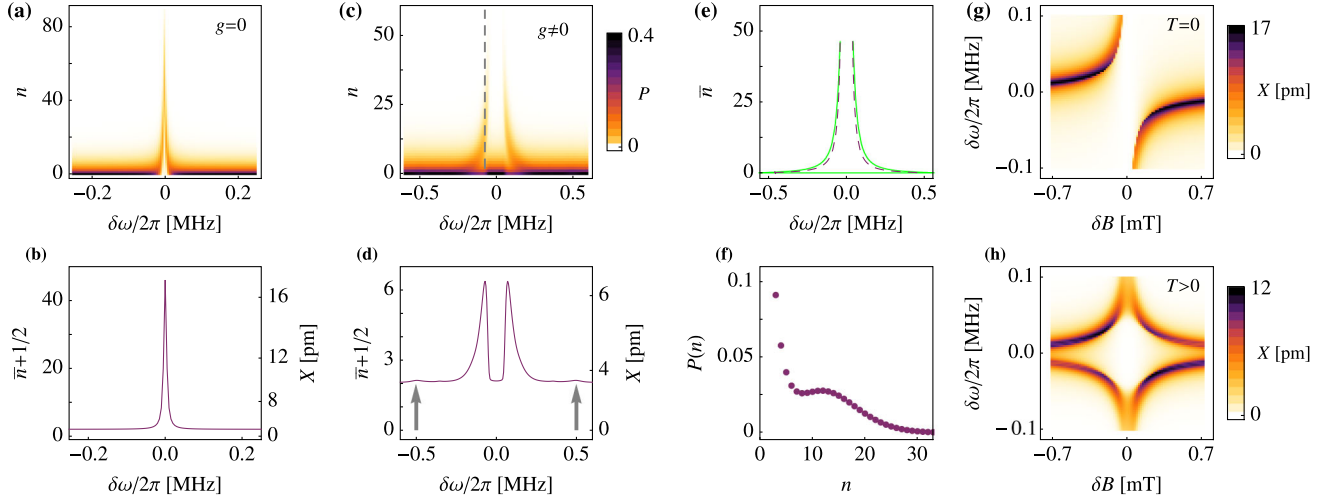 (a)
g=0
n
80
40
0
−0.2
0
0.2
δω/2π [MHz]
(c)
g≠0
n
50
25
0
−0.5
0.0
0.5
δω/2π [MHz]
0.4
P
0
(e)
n̅
50
25
0
−0.5
0.0
0.5
δω/2π [MHz]
(g)
T=0
δω/2π [MHz]
0.1
0.0
−0.1
−0.7
0
0.7
δB [mT]
17
X [pm]
0
(b)
n̅+1/2
40
20
0
16
12
8
0
X [pm]
−0.2
0.0
0.2
δω/2π [MHz]
(d)
n̅+1/2
6
4
2
0
6
4
0
X [pm]
−0.5
0.0
0.5
δω/2π [MHz]
(f)
P(n)
0.1
0.05
0
0
10
20
30
n
(h)
T>0
δω/2π [MHz]
0.1
0.0
−0.1
−0.7
0
0.7
δB [mT]
12
X [pm]
0